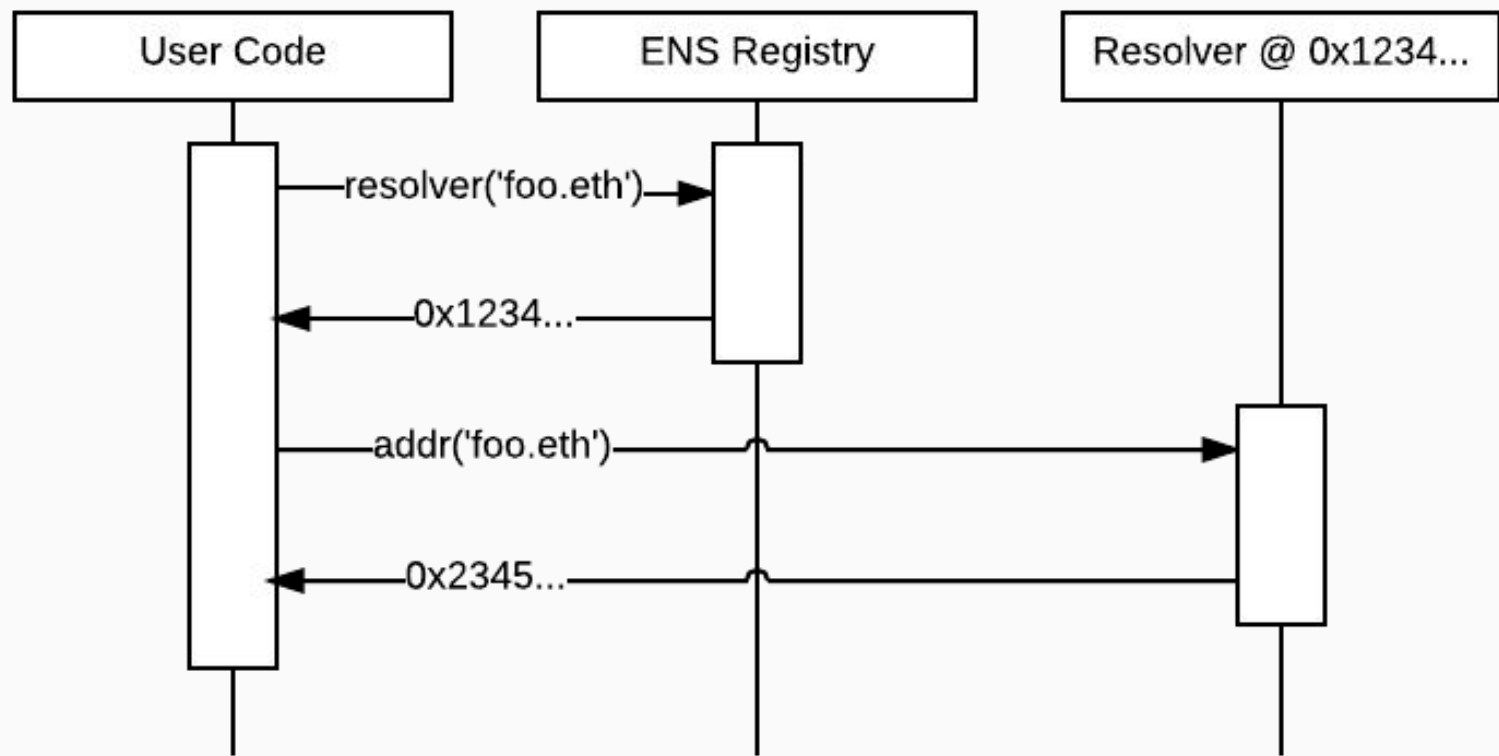 User Code
ENS Registry
Resolver @ 0x1234...
resolver('foo.eth')
0x1234...
addr('foo.eth')
0x2345...